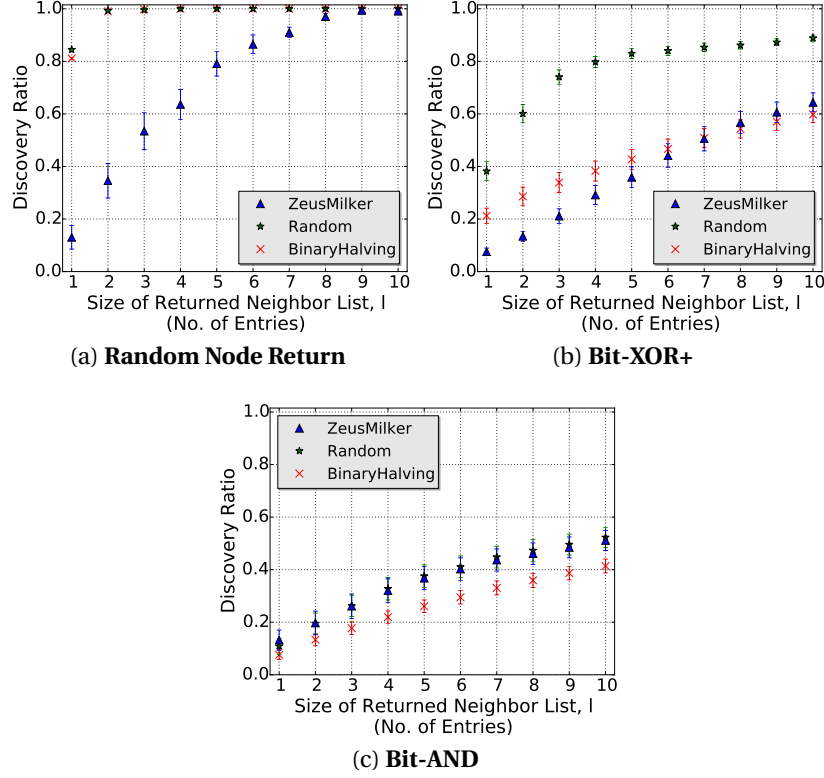 1.0
0.8
0.6
0.4
0.2
0.0
Discovery Ratio
ZeusMilker
Random
BinaryHalving
1 2 3 4 5 6 7 8 9 10
Size of Returned Neighbor List, l
(No. of Entries)
(a) Random Node Return
1.0
0.8
0.6
0.4
0.2
0.0
Discovery Ratio
ZeusMilker
Random
BinaryHalving
1 2 3 4 5 6 7 8 9 10
Size of Returned Neighbor List, l
(No. of Entries)
(b) Bit-XOR+
1.0
0.8
0.6
0.4
0.2
0.0
Discovery Ratio
ZeusMilker
Random
BinaryHalving
1 2 3 4 5 6 7 8 9 10
Size of Returned Neighbor List, l
(No. of Entries)
(c) Bit-AND